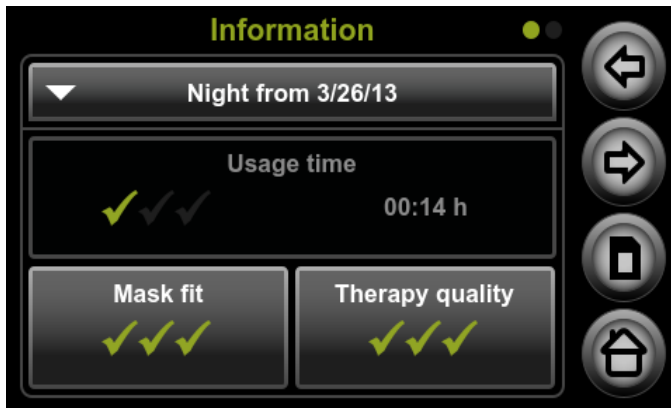 Information
Night from 3/26/13
Usage time
00:14 h
Mask fit
Therapy quality